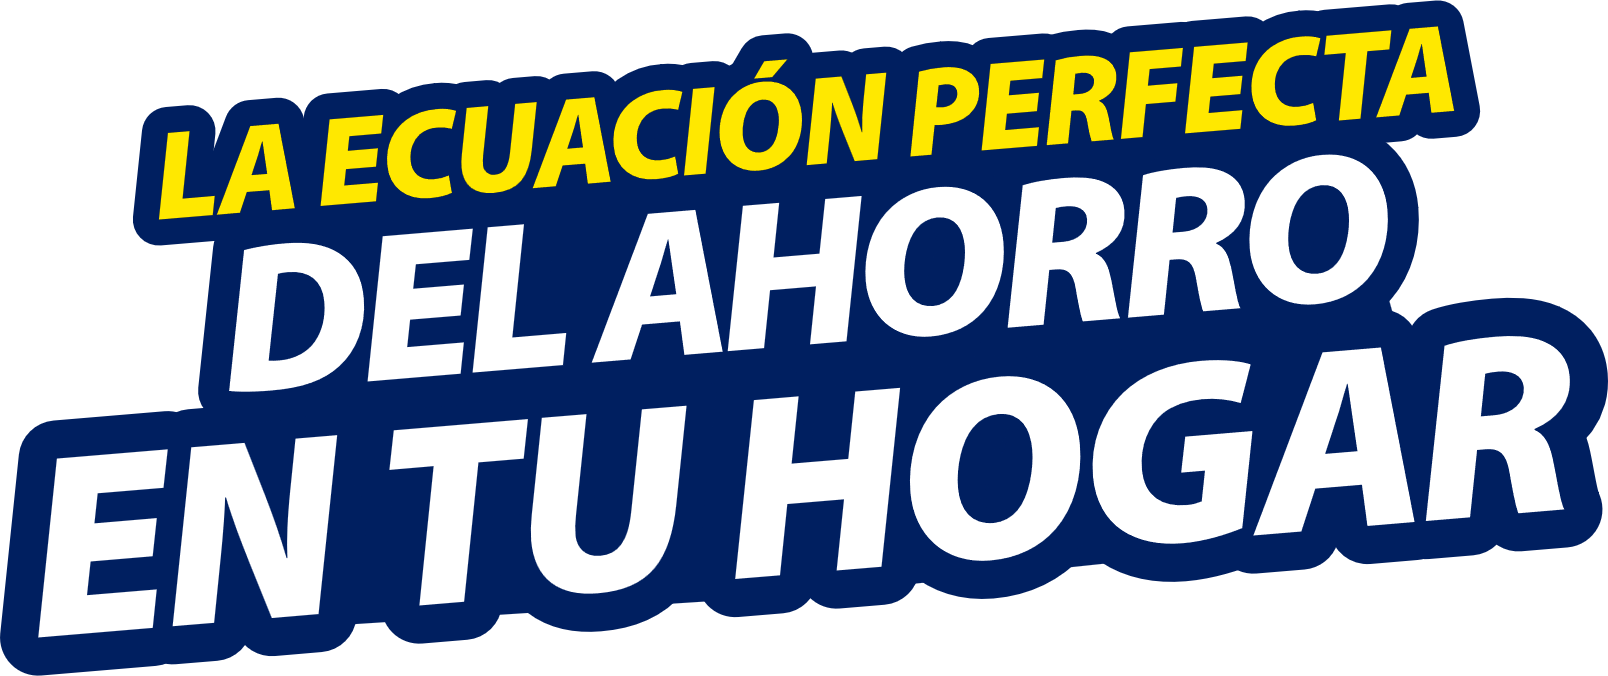 LA ECUACIÓN PERFECTA
DEL AHORRO
EN TU HOGAR